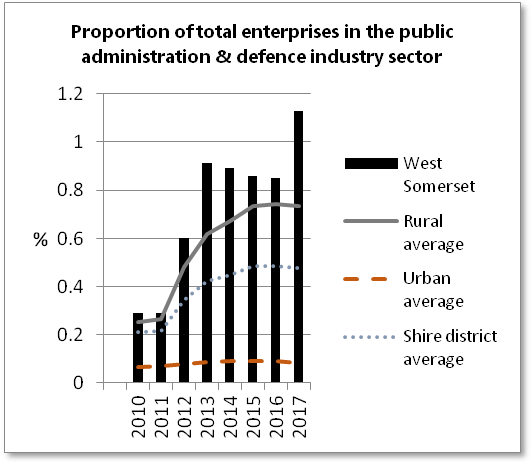 Proportion of total enterprises in the public
administration & defence industry sector
1.2
1
0.8
0.6
0.4
0.2
0
%
2010
2011
2012
2013
2014
2015
2016
2017
West
Somerset
Rural
average
Urban
average
Shire district
average